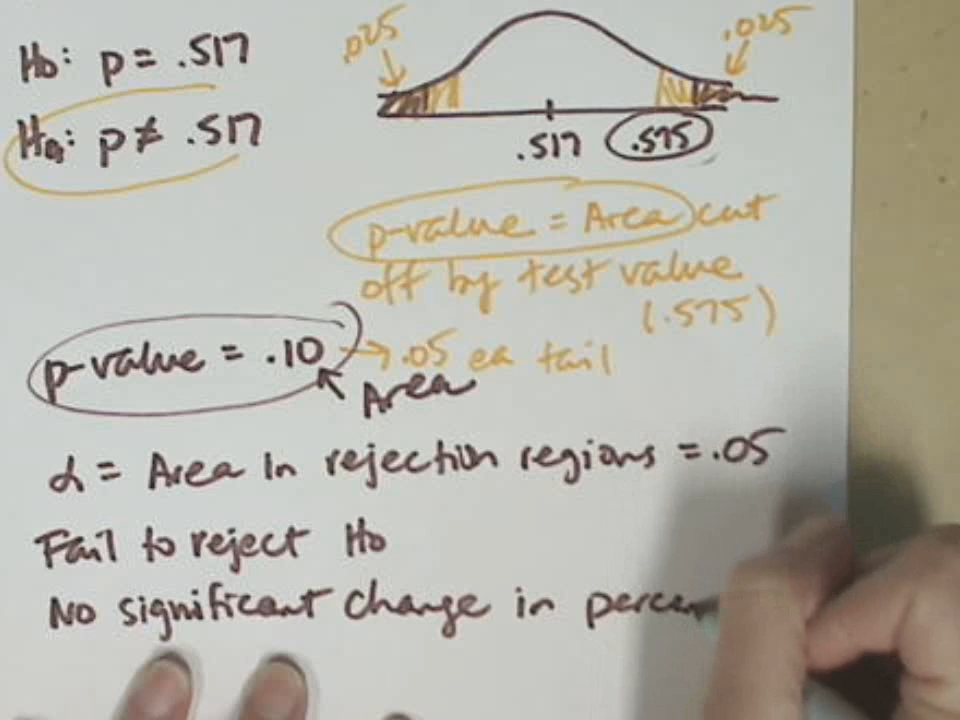 Ho: p = .517
Ha: p ≠ .517
.025
.025
.517
.575
p-value = Area cut
off by test value
(.575)
p-value = .10 → .05 ea tail
Area
α = Area in rejection regions = .05
Fail to reject Ho
No significant change in percen